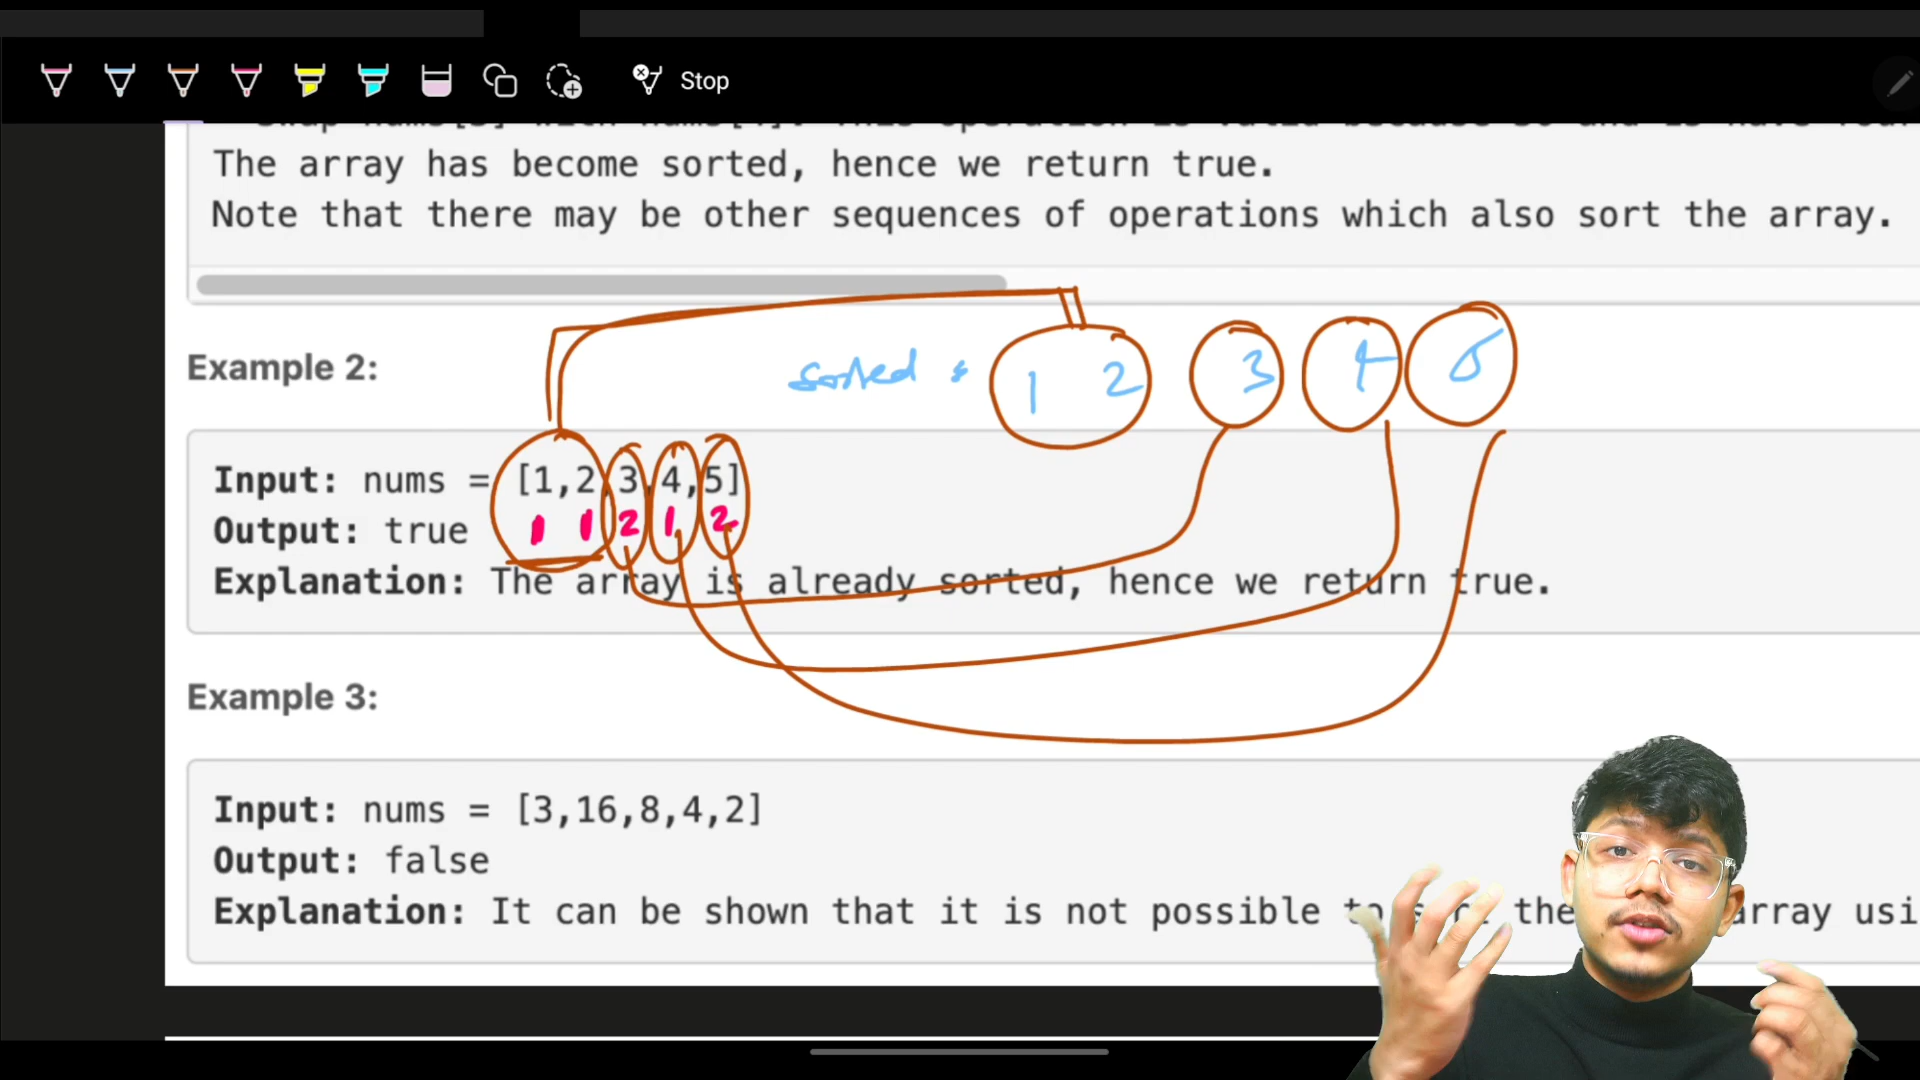 Stop
The array has become sorted, hence we return true.
Note that there may be other sequences of operations which also sort the array.
Example 2:
sorted : 1 2 3 4 5
Input: nums = [1,2,3,4,5]
1 1 2 1 2
Output: true
Explanation: The array is already sorted, hence we return true.
Example 3:
Input: nums = [3,16,8,4,2]
Output: false
Explanation: It can be shown that it is not possible to sort the array usi